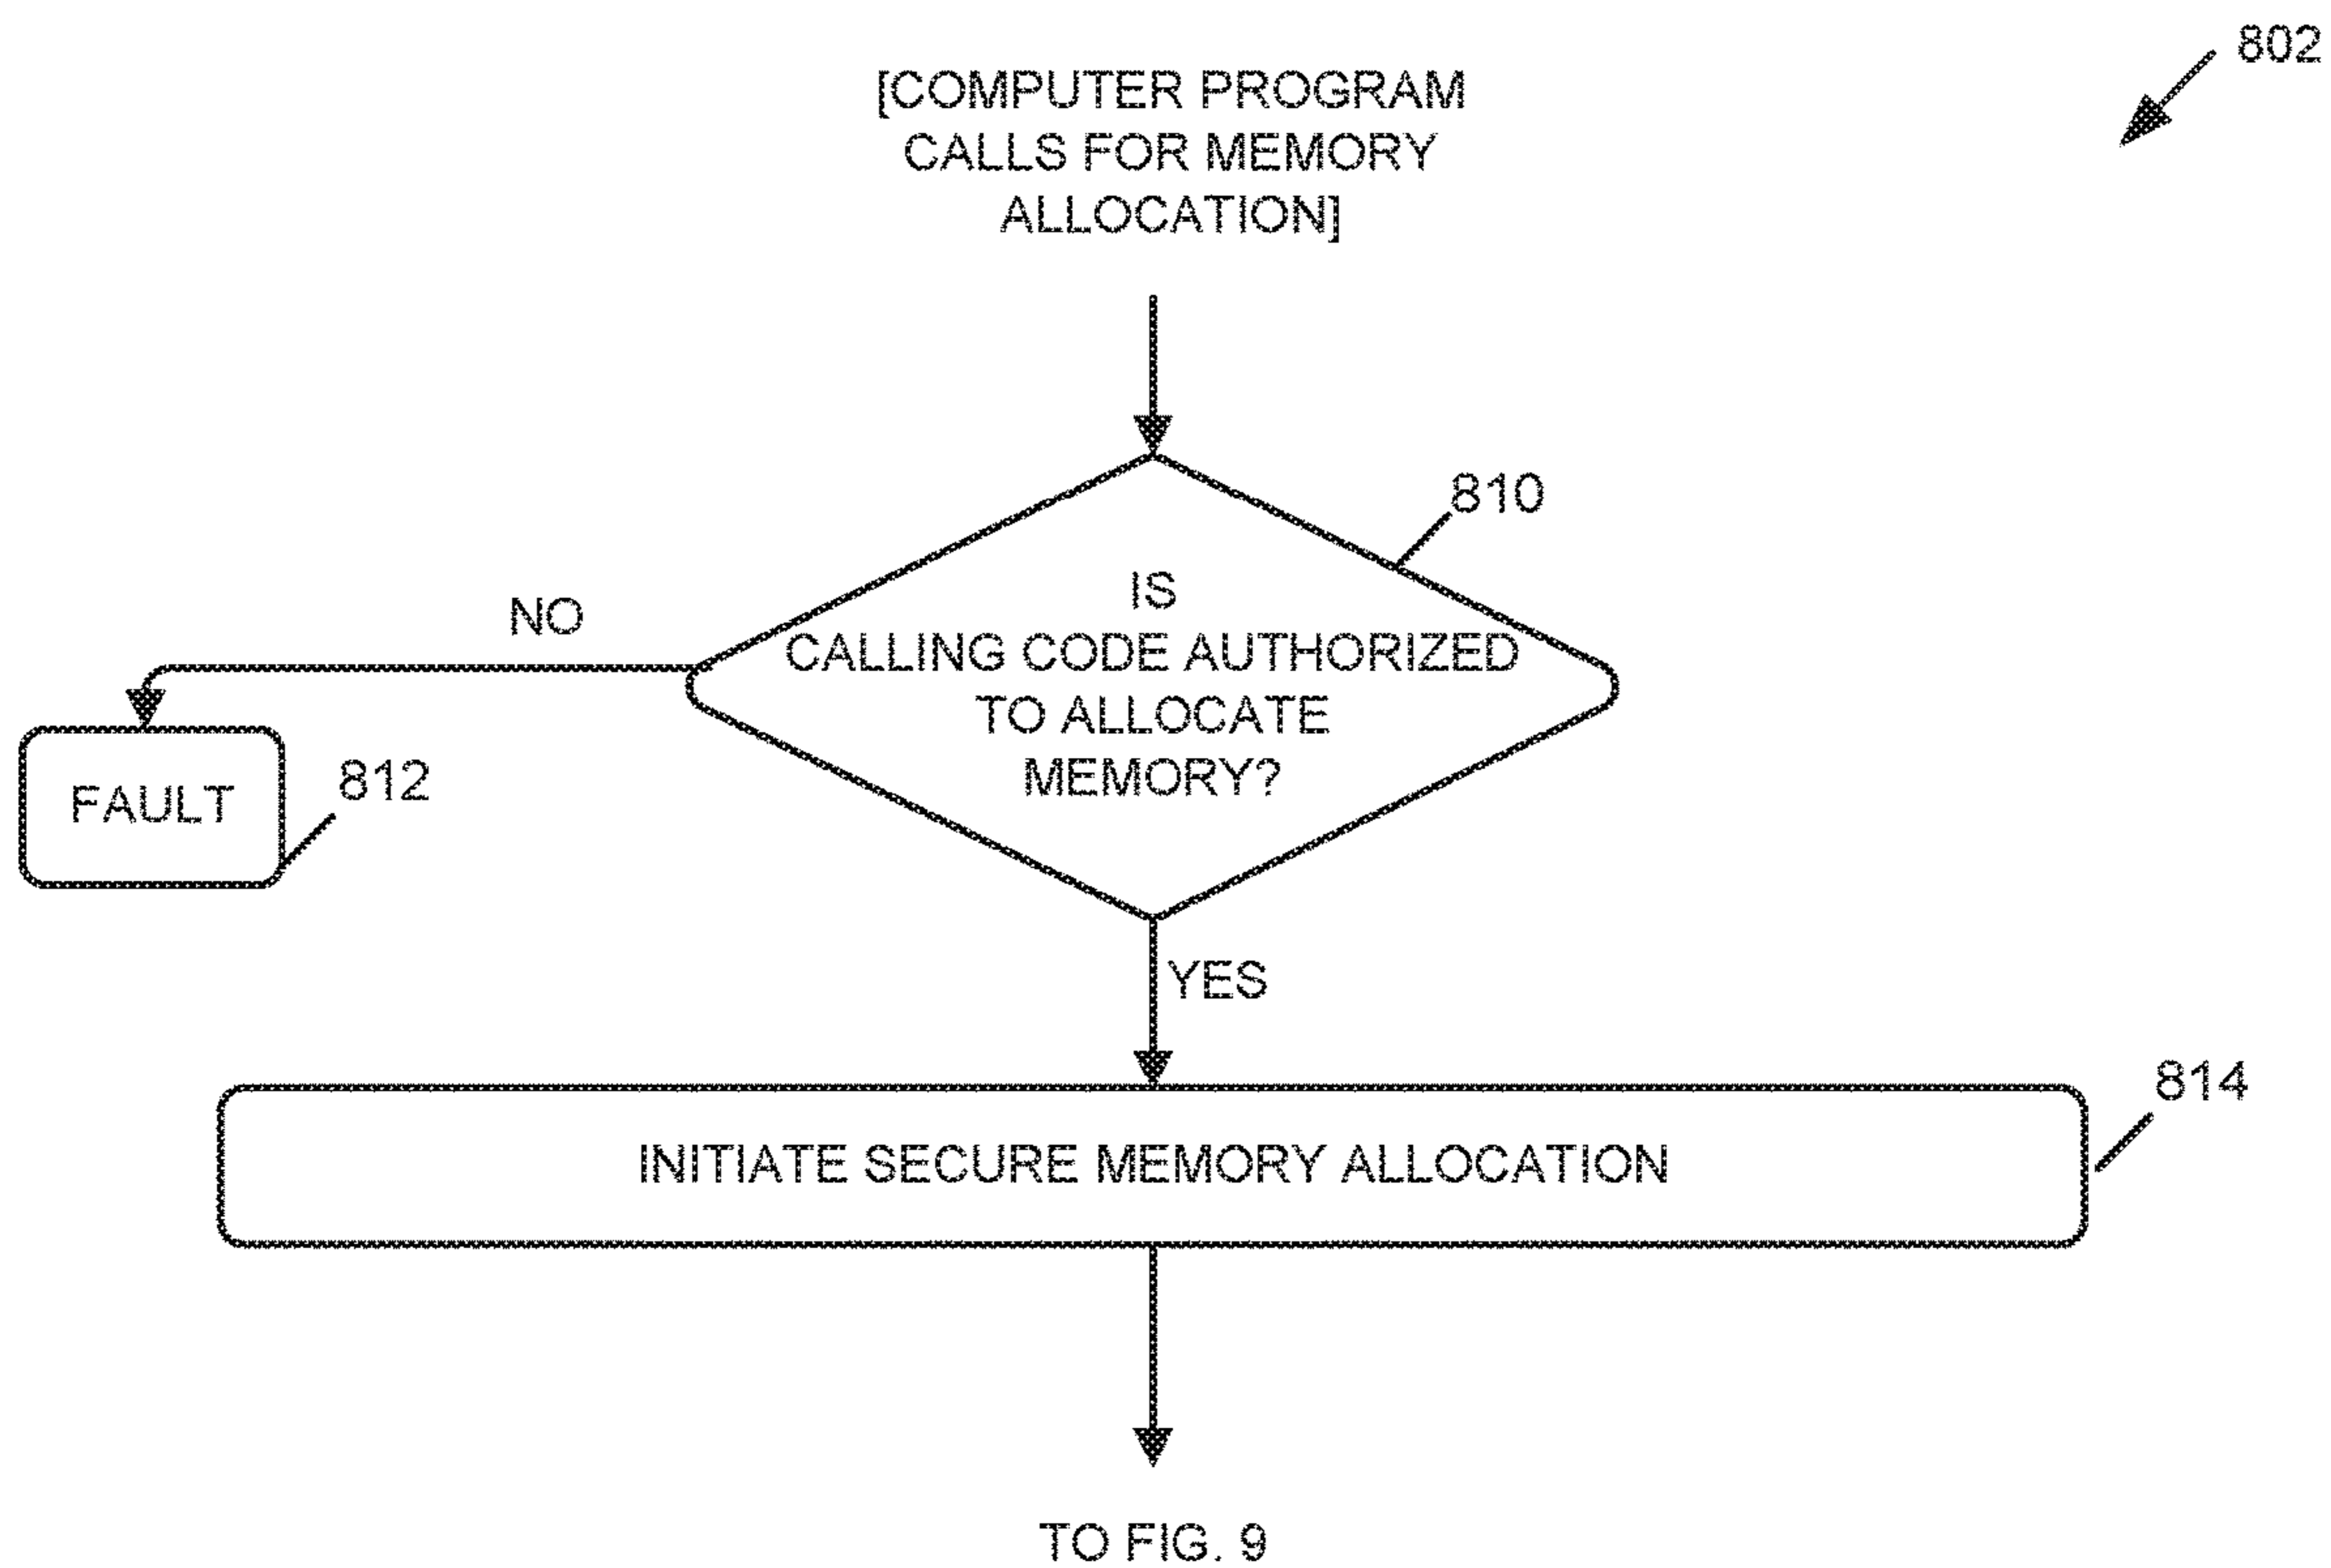 802
[COMPUTER PROGRAM
CALLS FOR MEMORY
ALLOCATION]
810
IS
CALLING CODE AUTHORIZED
TO ALLOCATE
MEMORY?
NO
FAULT
812
YES
814
INITIATE SECURE MEMORY ALLOCATION
TO FIG. 9